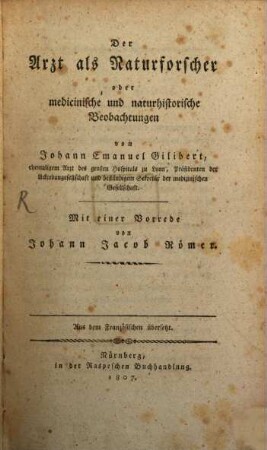 Der
Arzt als Naturforscher
oder
medicinische und naturhistorische
Beobachtungen
von
Johann Emanuel Gilibert,
ehemaligem Arzt des großen Hospitals zu Lyon, Präsidenten der
Ackerbaugesellschaft und beständigem Sekretär der medizinischen
Gesellschaft.
R
Mit einer Vorrede
von
Johann Jacob Römer.
Aus dem Französischen übersetzt.
Nürnberg,
in der Raspeschen Buchhandlung.
1807.